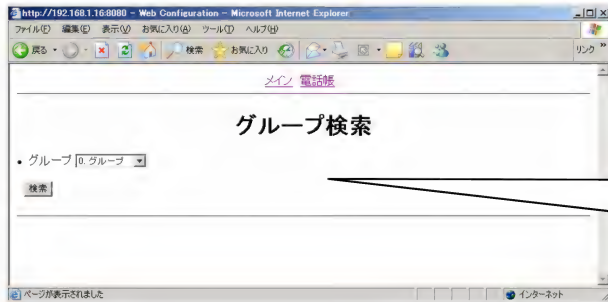 http://192.168.1.16:8080 - Web Configuration - Microsoft Internet Explorer
ファイル(F) 編集(E) 表示(V) お気に入り(A) ツール(T) ヘルプ(H)
戻る 検索 お気に入り リンク »
メイン 電話帳
グループ検索
• グループ 0. グループ
検索
ページが表示されました インターネット